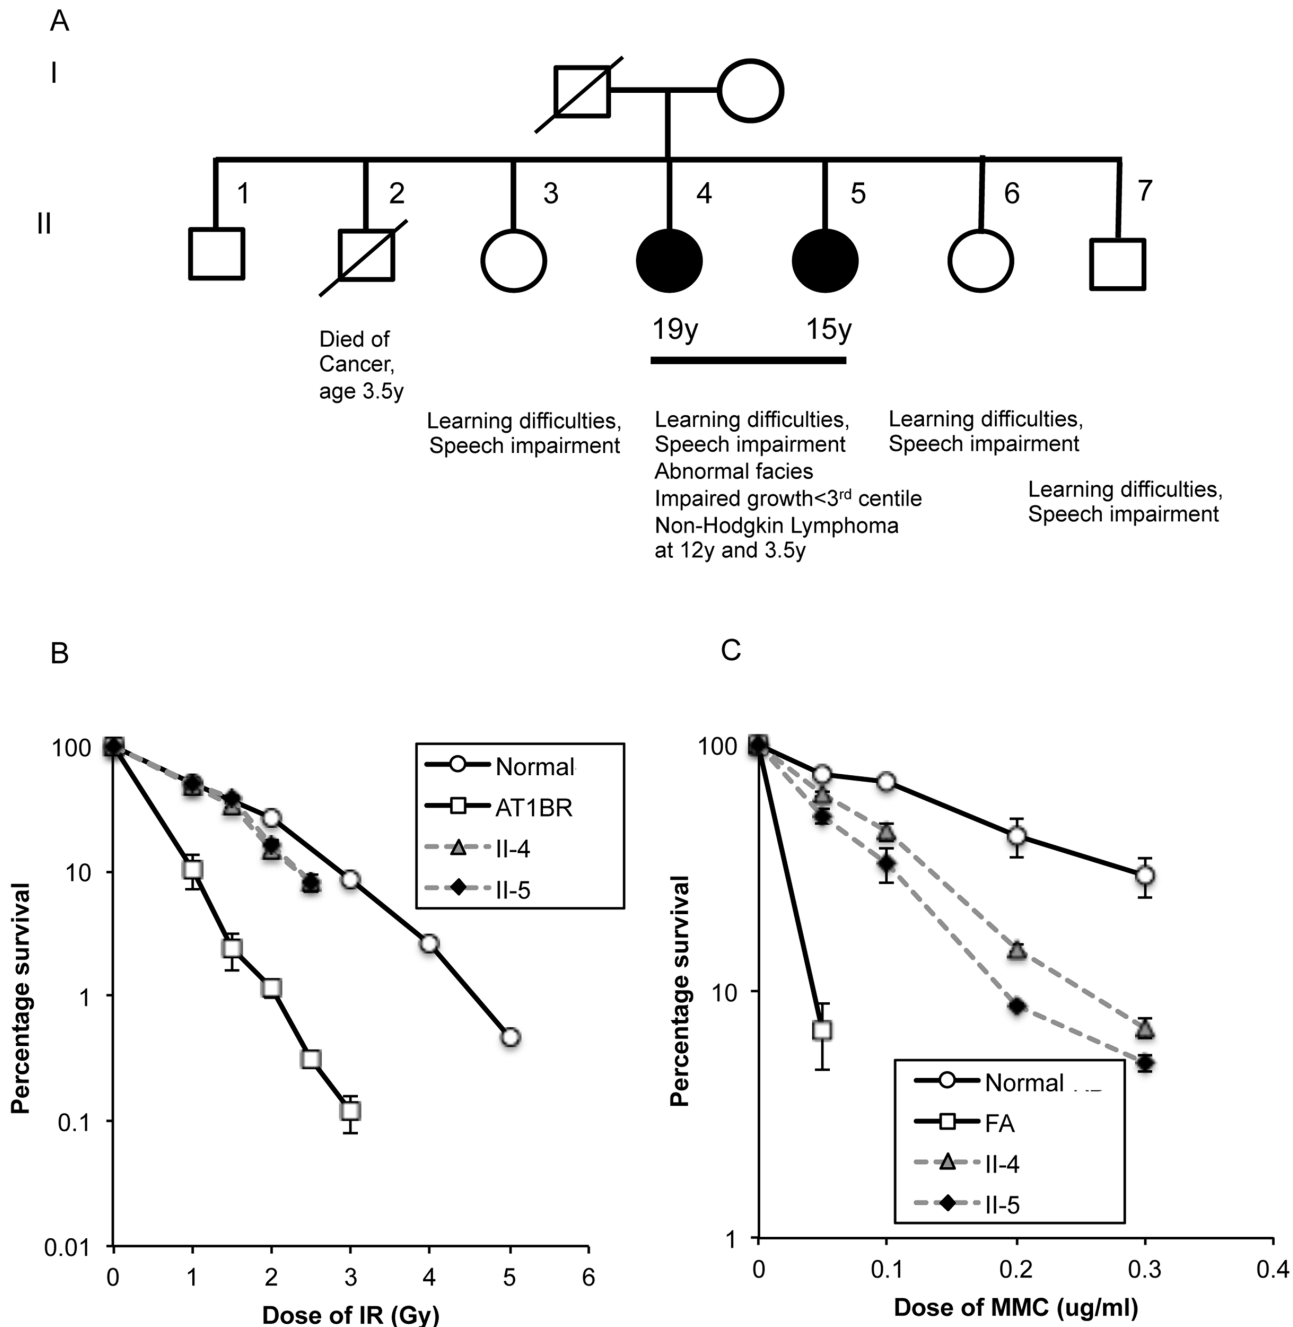 A
I
1
2
3
4
5
6
7
II
19y
15y
Died of
Cancer,
age 3.5y
Learning difficulties,
Speech impairment
Learning difficulties,
Speech impairment
Abnormal facies
Impaired growth<3rd centile
Non-Hodgkin Lymphoma
at 12y and 3.5y
Learning difficulties,
Speech impairment
Learning difficulties,
Speech impairment
B
Percentage survival
100
10
1
0.1
0.01
0
1
2
3
4
5
6
Dose of IR (Gy)
Normal
AT1BR
II-4
II-5
C
Percentage survival
100
10
1
0
0.1
0.2
0.3
0.4
Dose of MMC (ug/ml)
Normal
FA
II-4
II-5